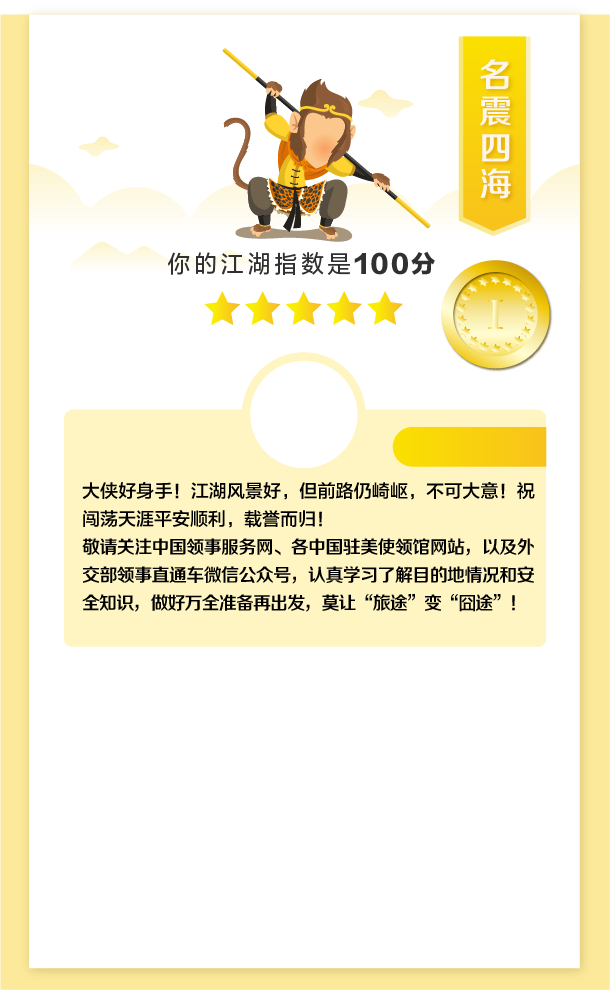 名震四海
你的江湖指数是100分
I
大侠好身手！江湖风景好，但前路仍崎岖，不可大意！祝
闯荡天涯平安顺利，载誉而归！
敬请关注中国领事服务网、各中国驻美使领馆网站，以及外
交部领事直通车微信公众号，认真学习了解目的地情况和安
全知识，做好万全准备再出发，莫让“旅途”变“囧途”！